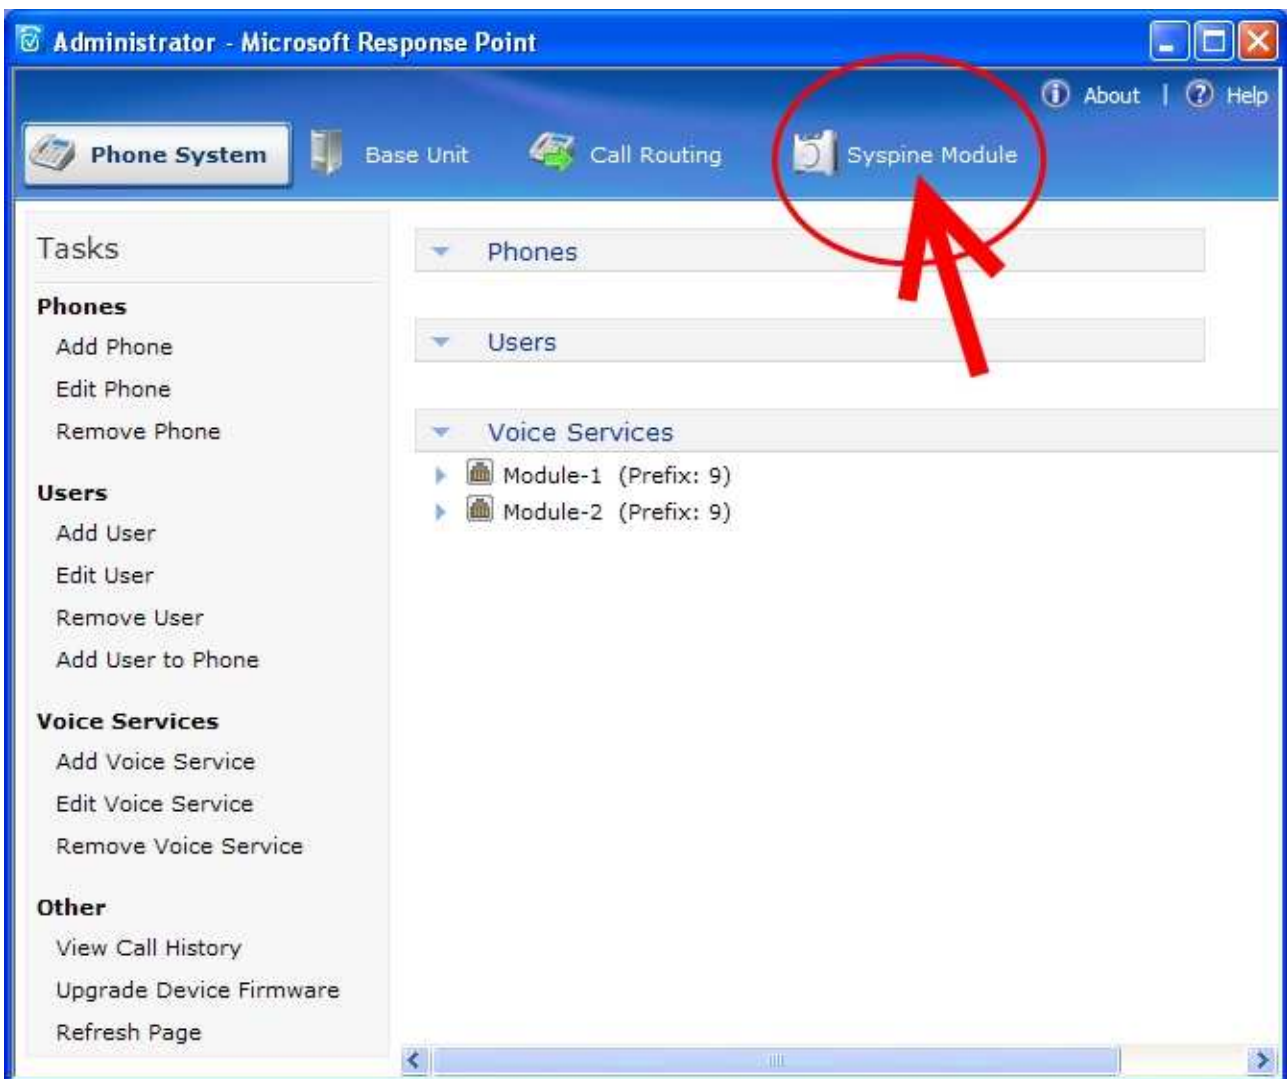 Administrator - Microsoft Response Point
About | Help
Phone System Base Unit Call Routing Syspine Module
Tasks
Phones
Add Phone
Edit Phone
Remove Phone
Users
Add User
Edit User
Remove User
Add User to Phone
Voice Services
Add Voice Service
Edit Voice Service
Remove Voice Service
Other
View Call History
Upgrade Device Firmware
Refresh Page
Phones
Users
Voice Services
Module-1 (Prefix: 9)
Module-2 (Prefix: 9)